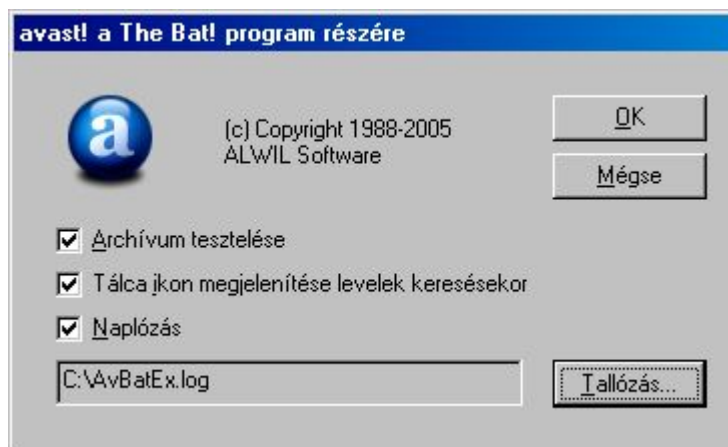 avast! a The Bat! program részére
a
(c) Copyright 1988-2005
ALWIL Software
OK
Mégse
Archívum tesztelése
Tálca ikon megjelenítése levelek keresésekor
Naplózás
C:\AvBatEx.log
Tallózás...